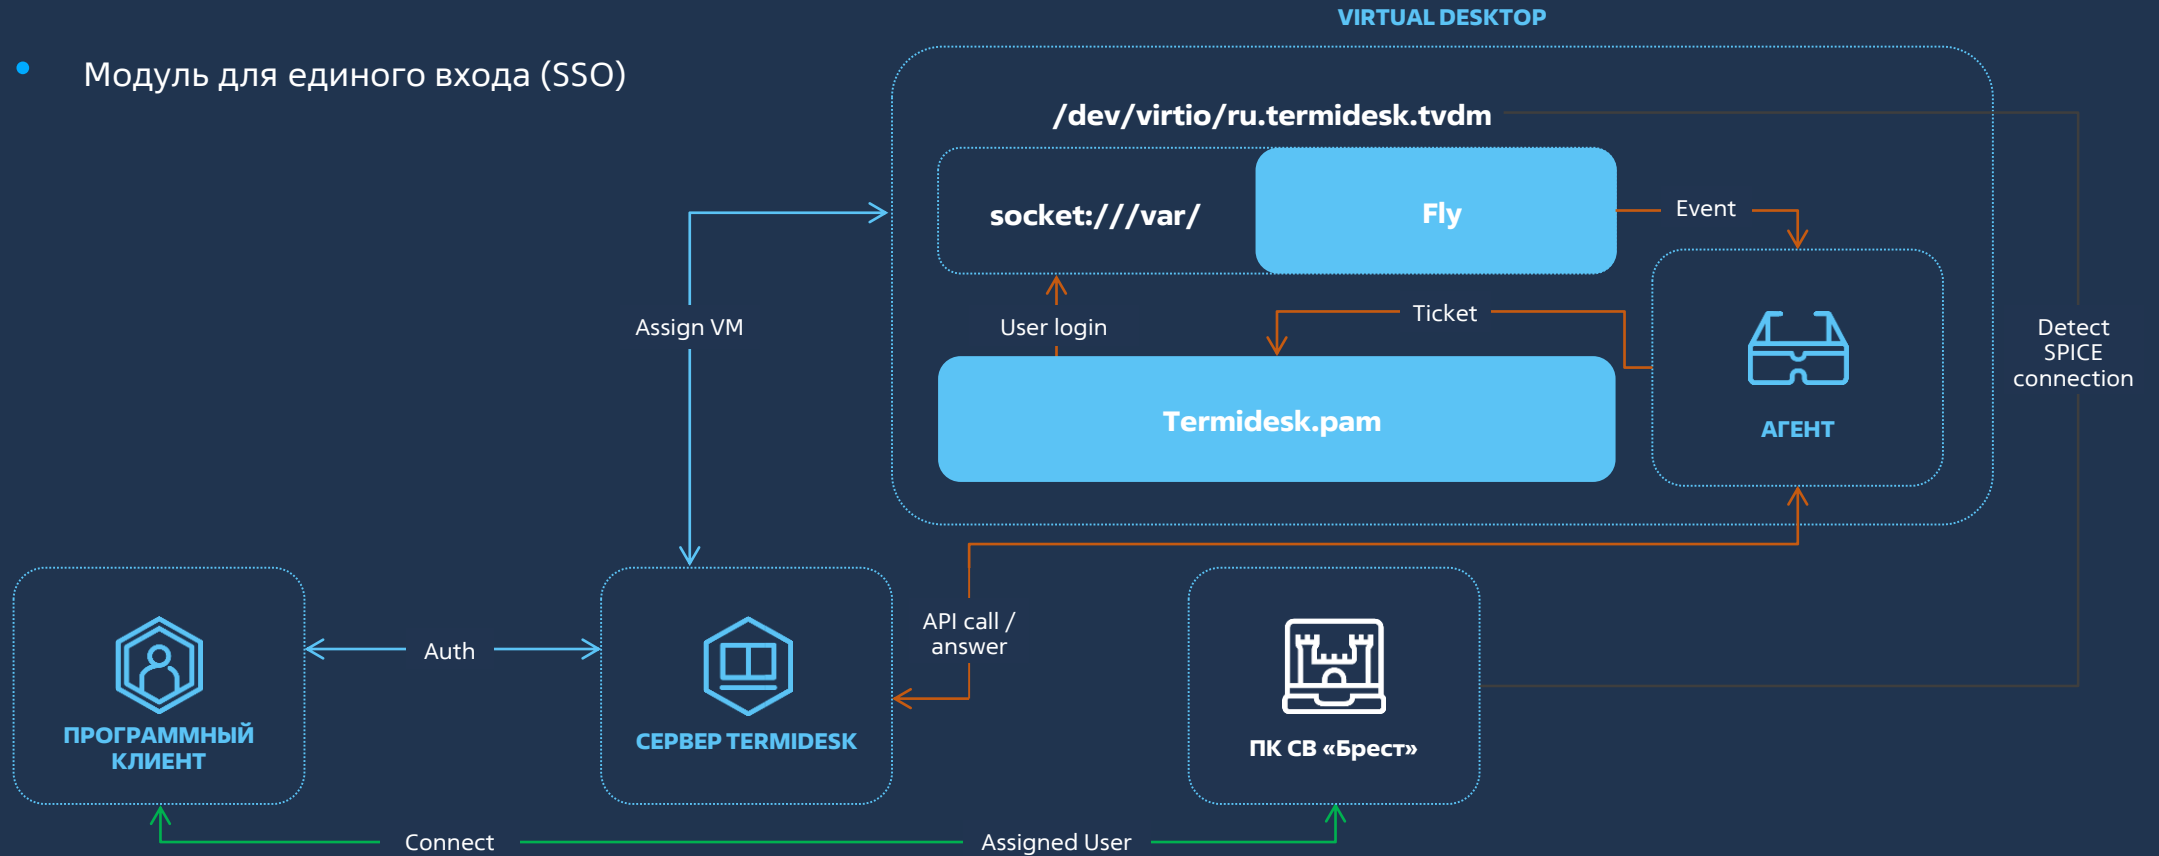 VIRTUAL DESKTOP
Модуль для единого входа (SSO)
/dev/virtio/ru.termidesk.tvdm
socket:///var/
Fly
Event
Assign VM
User login
Ticket
Detect
SPICE
connection
Termidesk.pam
АГЕНТ
API call /
answer
Auth
ПРОГРАММНЫЙ
КЛИЕНТ
СЕРВЕР TERMIDESK
ПК СВ «Брест»
Connect
Assigned User